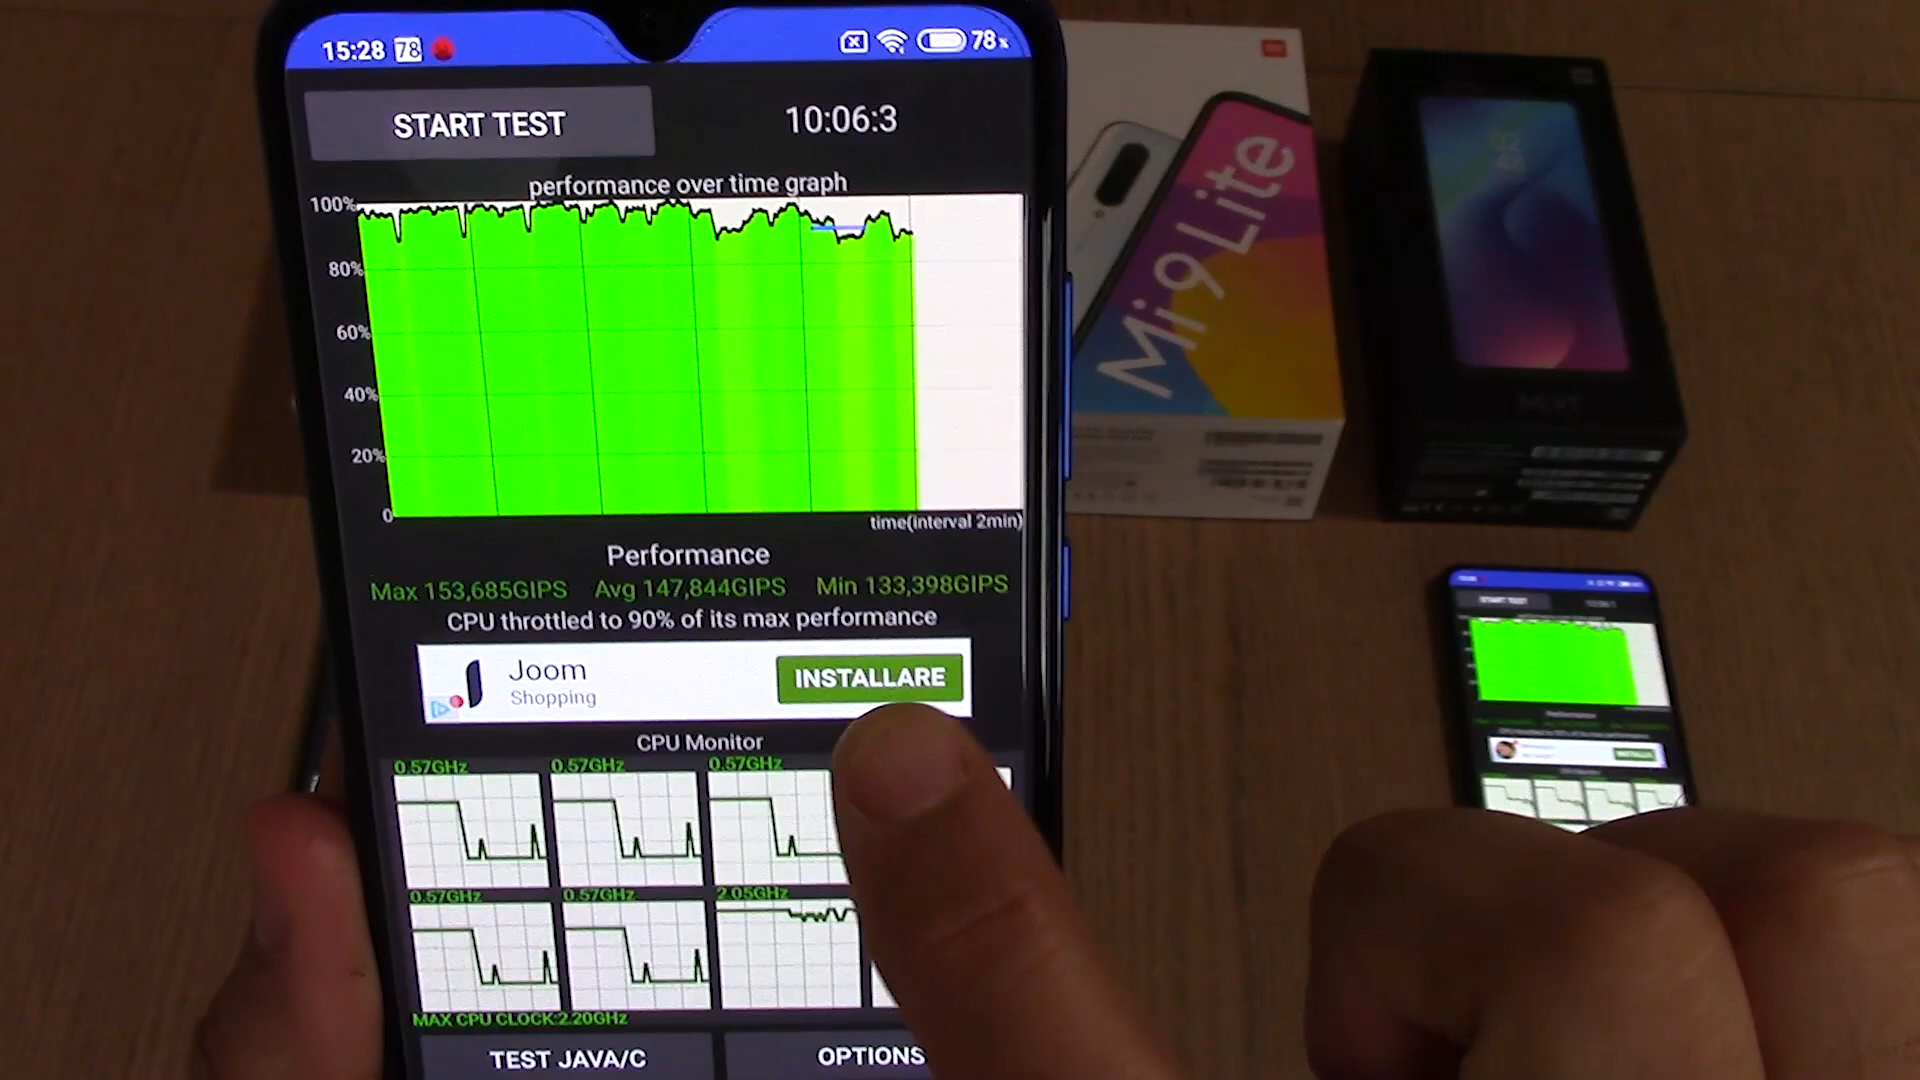 15:28 78 78%
START TEST 10:06:3
performance over time graph
100%
80%
60%
40%
20%
0
time(interval 2min)
Performance
Max 153,685GIPS Avg 147,844GIPS Min 133,398GIPS
CPU throttled to 90% of its max performance
Joom
Shopping
INSTALLARE
CPU Monitor
0.57GHz 0.57GHz 0.57GHz
0.57GHz 0.57GHz 2.05GHz
MAX CPU CLOCK:2.20GHz
TEST JAVA/C OPTIONS
Mi 9 Lite
02
START TEST